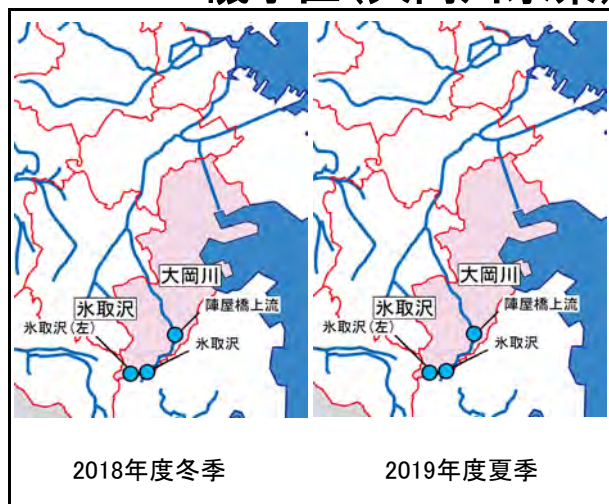 大岡川
氷取沢
陣屋橋上流
氷取沢(左)
氷取沢
大岡川
氷取沢
陣屋橋上流
氷取沢(左)
氷取沢
2018年度冬季
2019年度夏季